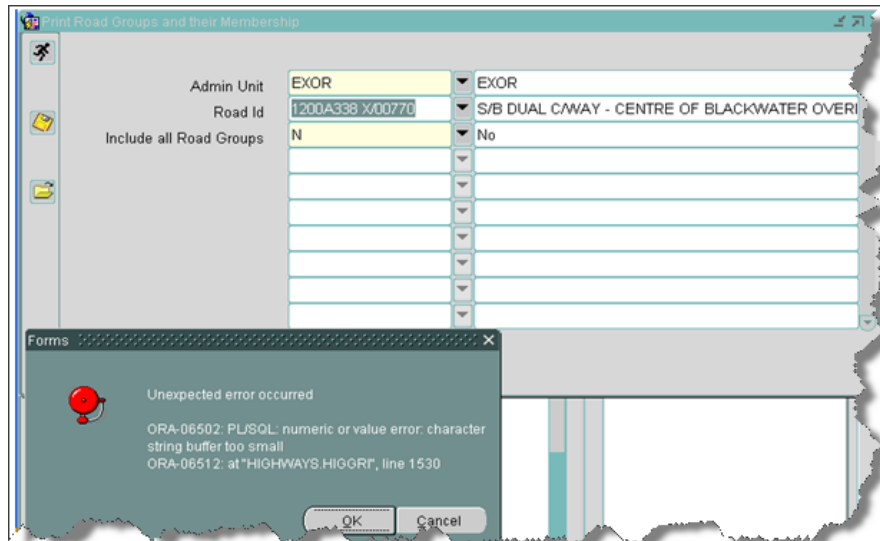 Print Road Groups and their Membership
Admin Unit EXOR EXOR
Road Id 1200A338 X/00770 S/B DUAL C/WAY - CENTRE OF BLACKWATER
Include all Road Groups N No
Forms
Unexpected error occurred
ORA-06502: PL/SQL: numeric or value error: character
string buffer too small
ORA-06512: at "HIGHWAYS.HIGGRI", line 1530
OK Cancel